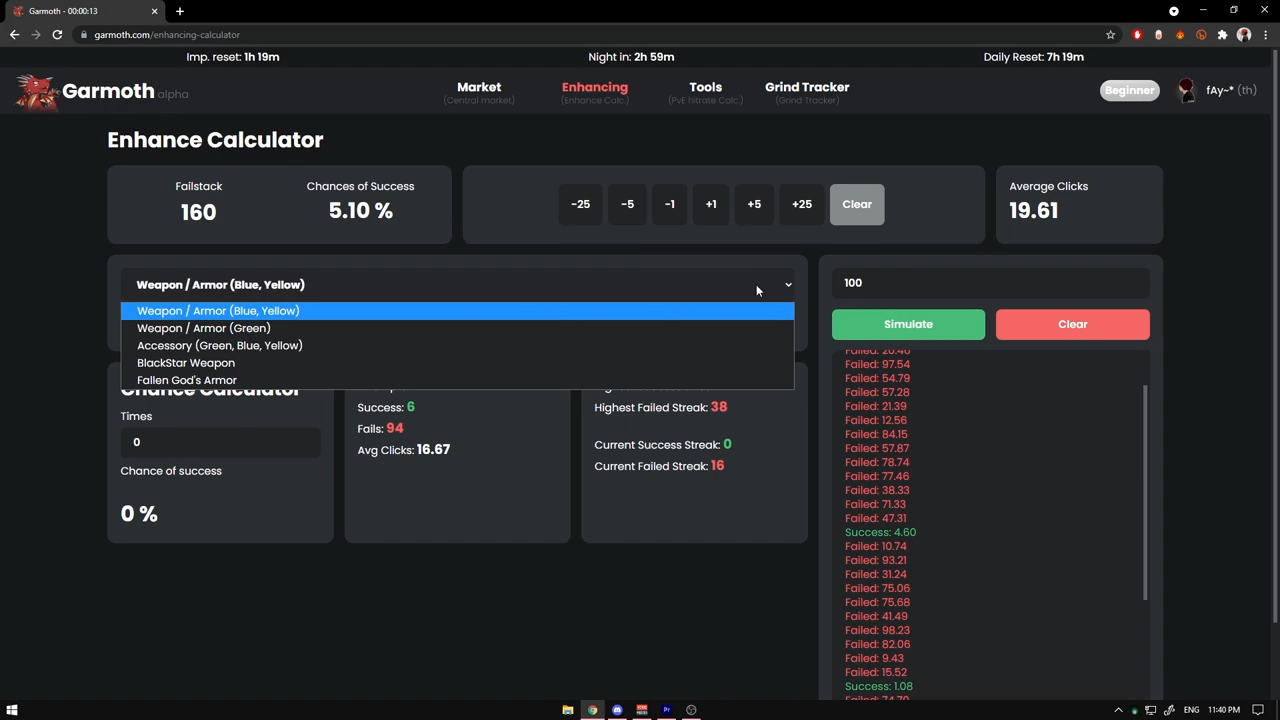 Garmoth - 00:00:13
garmoth.com/enhancing-calculator
Imp. reset: 1h 19m
Night in: 2h 59m
Daily Reset: 7h 19m
Garmoth alpha
Market
(Central market)
Enhancing
(Enhance Calc.)
Tools
(PvE hitrate Calc.)
Grind Tracker
(Grind Tracker)
Beginner
fAy~* (th)
Enhance Calculator
Failstack
160
Chances of Success
5.10 %
-25
-5
-1
+1
+5
+25
Clear
Average Clicks
19.61
Weapon / Armor (Blue, Yellow)
Weapon / Armor (Blue, Yellow)
Weapon / Armor (Green)
Accessory (Green, Blue, Yellow)
BlackStar Weapon
Fallen God's Armor
Chance Calculator
Times
0
Chance of success
0 %
Success: 6
Fails: 94
Avg Clicks: 16.67
Highest Failed Streak: 38
Current Success Streak: 0
Current Failed Streak: 16
100
Simulate
Clear
Failed: 20.46
Failed: 97.54
Failed: 54.79
Failed: 57.28
Failed: 21.39
Failed: 12.56
Failed: 84.15
Failed: 57.87
Failed: 78.74
Failed: 77.46
Failed: 38.33
Failed: 71.33
Failed: 47.31
Success: 4.60
Failed: 10.74
Failed: 93.21
Failed: 31.24
Failed: 75.06
Failed: 75.68
Failed: 41.49
Failed: 98.23
Failed: 82.06
Failed: 9.43
Failed: 15.52
Success: 1.08
Failed: 74.70
ENG
11:40 PM